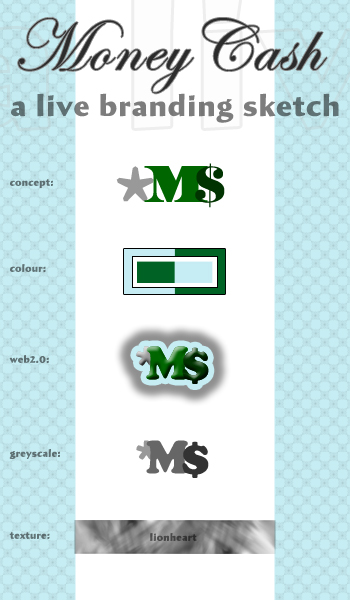 Money Cash
a live branding sketch
concept:
*M$
colour:
web2.0:
*M$
greyscale:
*M$
texture:
lionheart